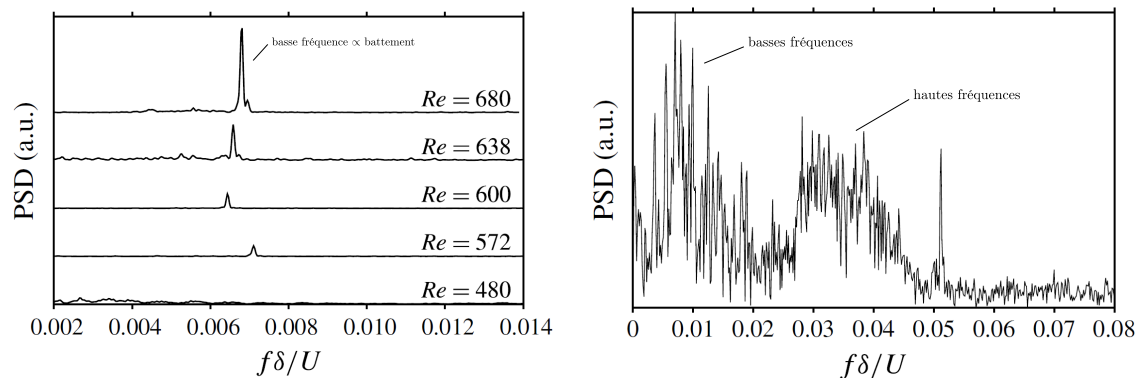 basse fréquence ∝ battement
Re = 680
Re = 638
Re = 600
Re = 572
Re = 480
PSD (a.u.)
0.002 0.004 0.006 0.008 0.010 0.012 0.014
fδ/U
basses fréquences
hautes fréquences
PSD (a.u.)
0 0.01 0.02 0.03 0.04 0.05 0.06 0.07 0.08
fδ/U